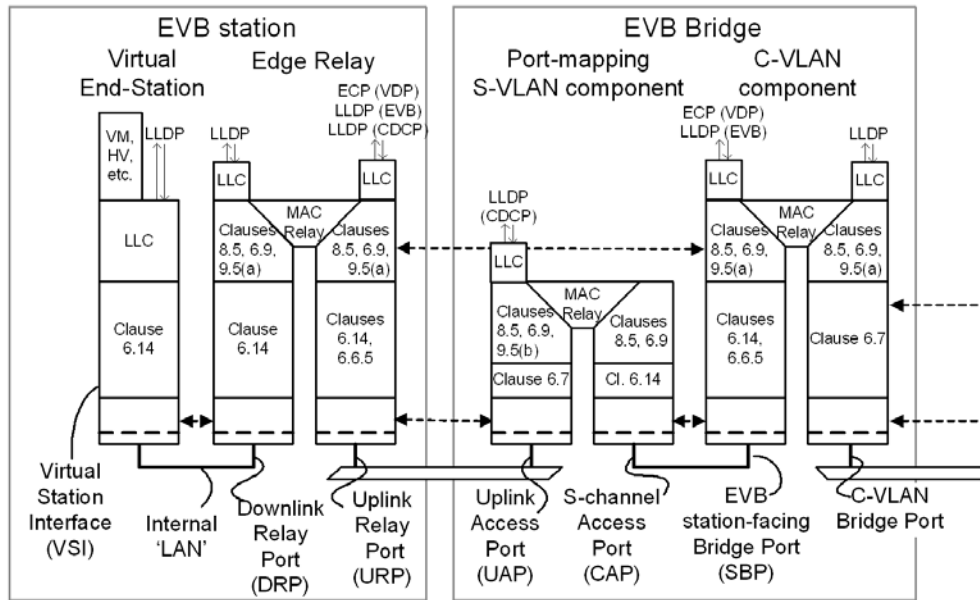 EVB station
Virtual
End-Station
Edge Relay
ECP (VDP)
LLDP (EVB)
LLDP (CDCP)
VM,
HV,
etc.
LLDP
LLDP
LLC
LLC
MAC
Relay
LLC
Clauses
8.5, 6.9,
9.5(a)
Clauses
8.5, 6.9,
9.5(a)
Clause
6.14
Clause
6.14
Clauses
6.14,
6.6.5
Virtual
Station
Interface
(VSI)
Internal
'LAN'
Downlink
Relay
Port
(DRP)
Uplink
Relay
Port
(URP)
EVB Bridge
Port-mapping
S-VLAN component
C-VLAN
component
ECP (VDP)
LLDP (EVB)
LLDP
LLDP
(CDCP)
LLC
LLC
LLC
MAC
Relay
MAC
Relay
Clauses
8.5, 6.9,
9.5(b)
Clauses
8.5, 6.9
Clause 6.7
Cl. 6.14
Clauses
8.5, 6.9,
9.5(a)
Clauses
8.5, 6.9,
9.5(a)
Clauses
6.14,
6.6.5
Clause 6.7
Uplink
Access
Port
(UAP)
S-channel
Access
Port
(CAP)
EVB
station-facing
Bridge Port
(SBP)
C-VLAN
Bridge Port